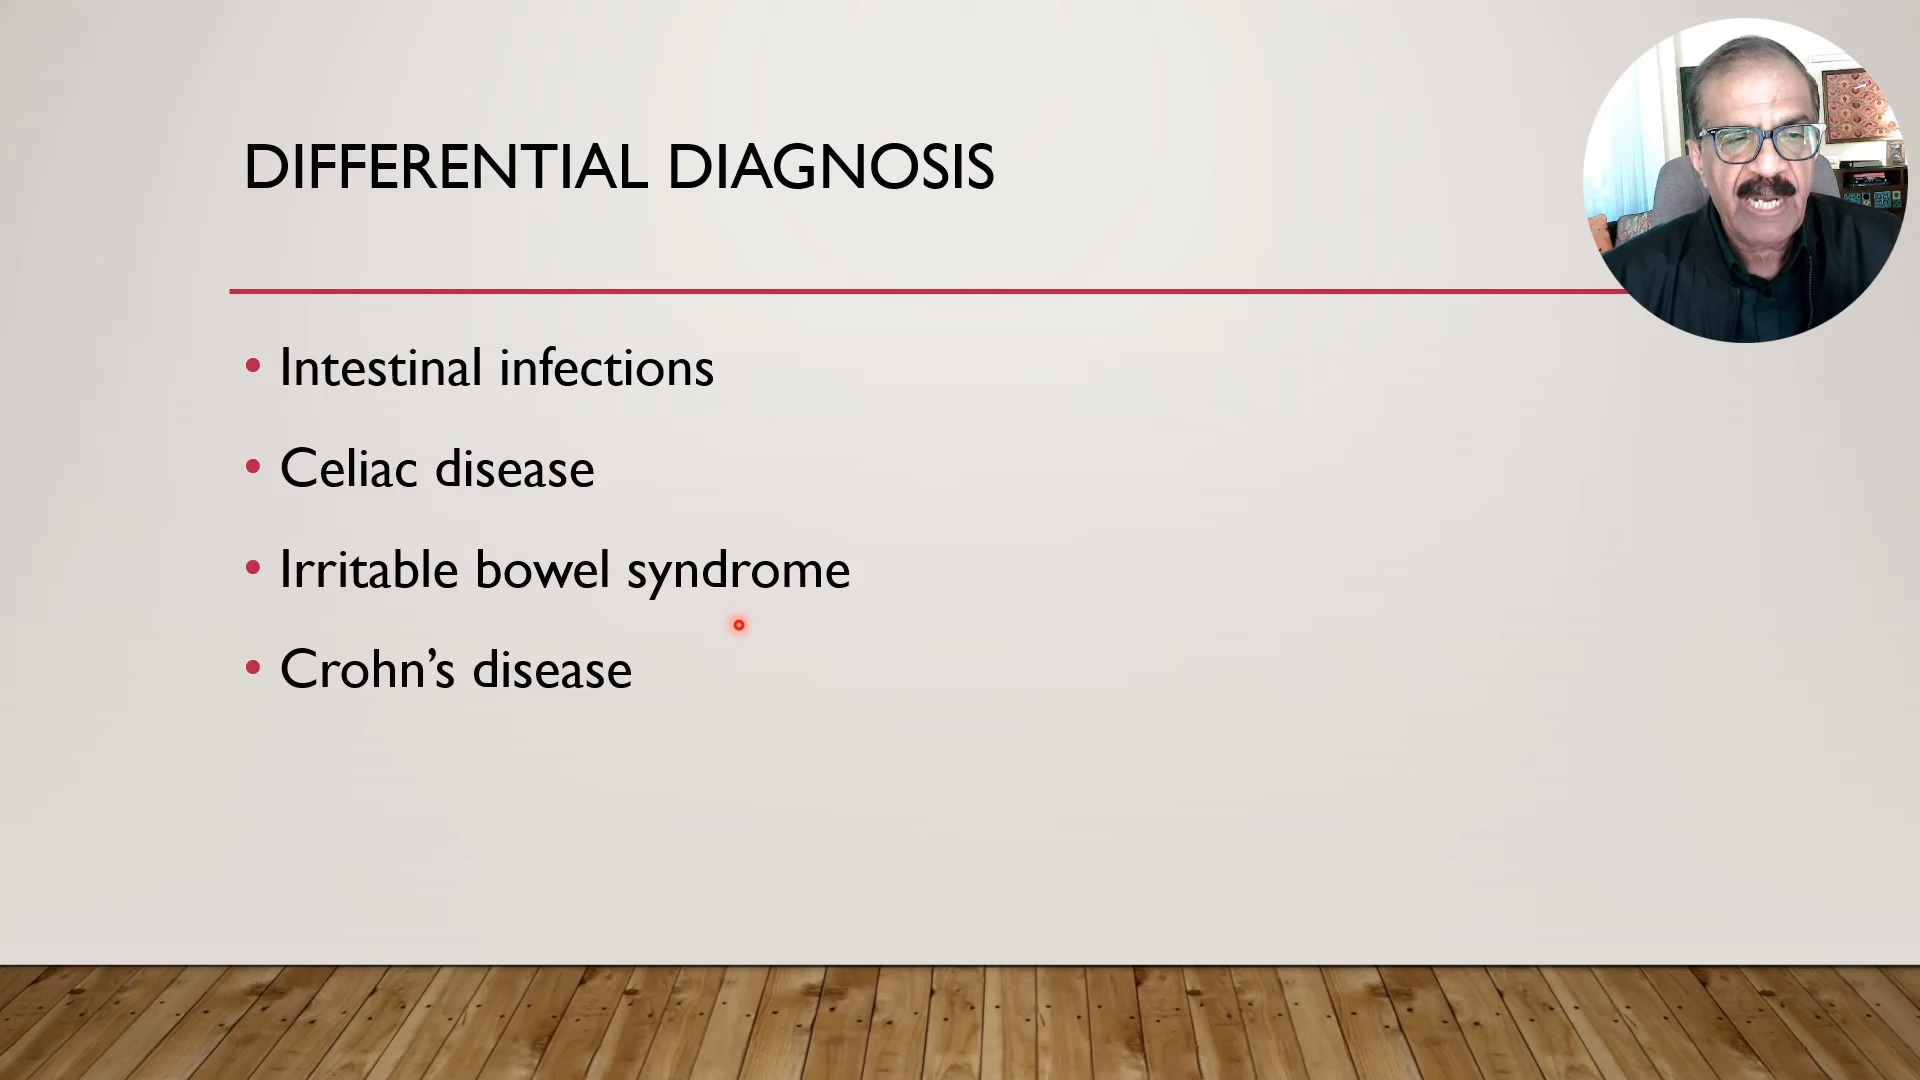 DIFFERENTIAL DIAGNOSIS
• Intestinal infections
• Celiac disease
• Irritable bowel syndrome
• Crohn’s disease